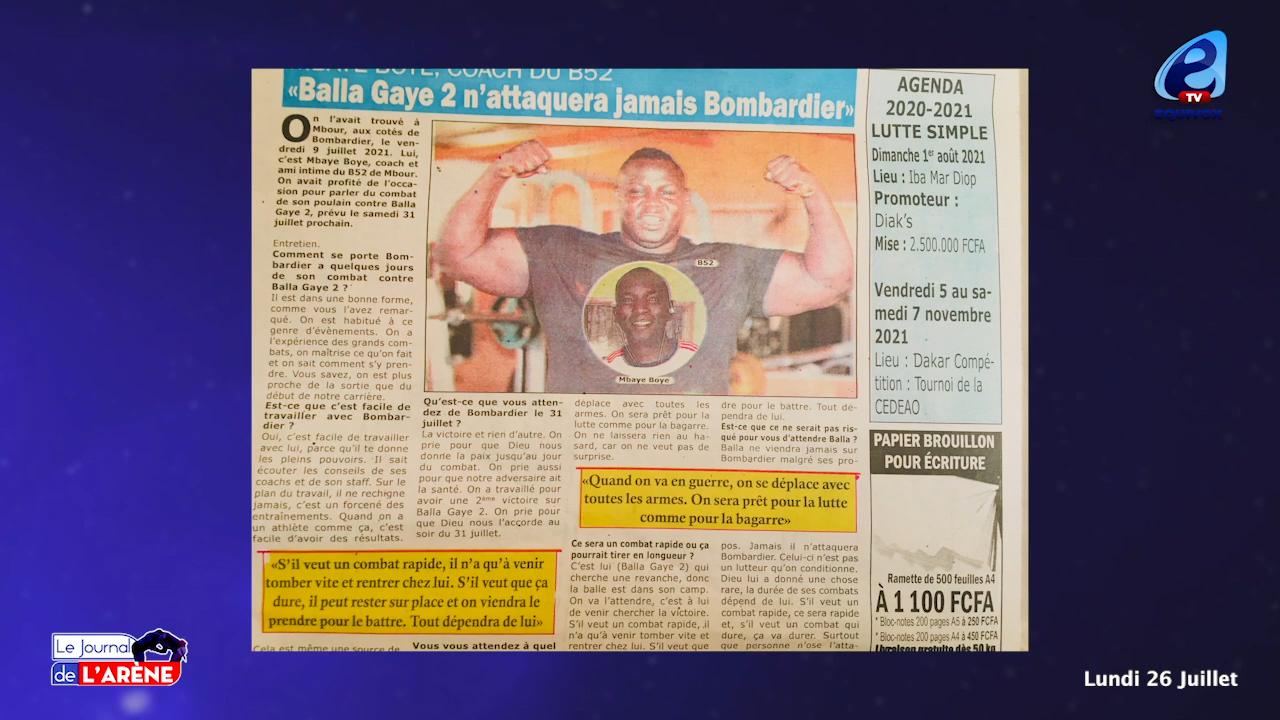 MBAYE BOYE, COACH DU B52
«Balla Gaye 2 n'attaquera jamais Bombardier»
On l'avait trouvé à
Mbour, aux cotés de
Bombardier, le ven-
dredi 9 juillet 2021. Lui,
c'est Mbaye Boye, coach et
ami intime du B52 de Mbour.
On avait profité de l'occa-
sion pour parler du combat
de son poulain contre Balla
Gaye 2, prévu le samedi 31
juillet prochain.
Entretien.
Comment se porte Bom-
bardier a quelques jours
de son combat contre
Balla Gaye 2 ?
Il est dans une bonne forme,
comme vous l'avez remar-
qué. On est habitué à ce
genre d'évènements. On a
l'expérience des grands com-
bats, on maîtrise ce qu'on fait
et on sait comment s'y pren-
dre. Vous savez, on est plus
proche de la sortie que du
début de notre carrière.
Est-ce que c'est facile de
travailler avec Bombar-
dier ?
Oui, c'est facile de travailler
avec lui, parce qu'il te donne
les pleins pouvoirs. Il sait
écouter les conseils de ses
coachs et de son staff. Sur le
plan du travail, il ne rechigne
jamais, c'est un forcené des
entraînements. Quand on a
un athlète comme ça, c'est
facile d'avoir des résultats.
«S'il veut un combat rapide, il n'a qu'à venir
tomber vite et rentrer chez lui. S'il veut que ça
dure, il peut rester sur place et on viendra le
prendre pour le battre. Tout dépendra de lui»
Cela est même une source de
B52
Mbaye Boye
Qu'est-ce que vous atten-
dez de Bombardier le 31
juillet ?
La victoire et rien d'autre. On
prie pour que Dieu nous
donne la paix jusqu'au jour
du combat. On prie aussi
pour que notre adversaire ait
la santé. On a travaillé pour
avoir une 2ème victoire sur
Balla Gaye 2. On prie pour
que Dieu nous l'accorde au
soir du 31 juillet.
Vous vous attendez à quel
déplace avec toutes les
armes. On sera prêt pour la
lutte comme pour la bagarre.
On ne laissera rien au ha-
sard, car on ne veut pas de
surprise.
dre pour le battre. Tout dé-
pendra de lui.
Est-ce que ce ne serait pas ris-
qué pour vous d'attendre Balla ?
Balla ne viendra jamais sur
Bombardier malgré ses pro-
«Quand on va en guerre, on se déplace avec
toutes les armes. On sera prêt pour la lutte
comme pour la bagarre»
Ce sera un combat rapide ou ça
pourrait tirer en longueur ?
C'est lui (Balla Gaye 2) qui
cherche une revanche, donc
la balle est dans son camp.
On va l'attendre, c'est à lui
de venir chercher la victoire.
S'il veut un combat rapide, il
n'a qu'à venir tomber vite et
rentrer chez lui. S'il veut que
pos. Jamais il n'attaquera
Bombardier. Celui-ci n'est pas
un lutteur qu'on conditionne.
Dieu lui a donné une chose
rare, la durée de ses combats
dépend de lui. S'il veut un
combat rapide, ce sera rapide
et, s'il veut un combat qui
dure, ça va durer. Surtout
que personne n'ose l'atta-
AGENDA
2020-2021
LUTTE SIMPLE
Dimanche 1er août 2021
Lieu : Iba Mar Diop
Promoteur :
Diak's
Mise : 2.500.000 FCFA
Vendredi 5 au sa-
medi 7 novembre
2021
Lieu : Dakar Compé-
tition : Tournoi de la
CEDEAO
PAPIER BROUILLON
POUR ÉCRITURE
Ramette de 500 feuilles A4
À 1 100 FCFA
* Bloc-notes 200 pages A5 à 250 FCFA
* Bloc-notes 200 pages A4 à 450 FCFA
Livraison gratuite dès 50 kg
e
TV
EQUIVOX
Le Journal
de L'ARÈNE
Lundi 26 Juillet